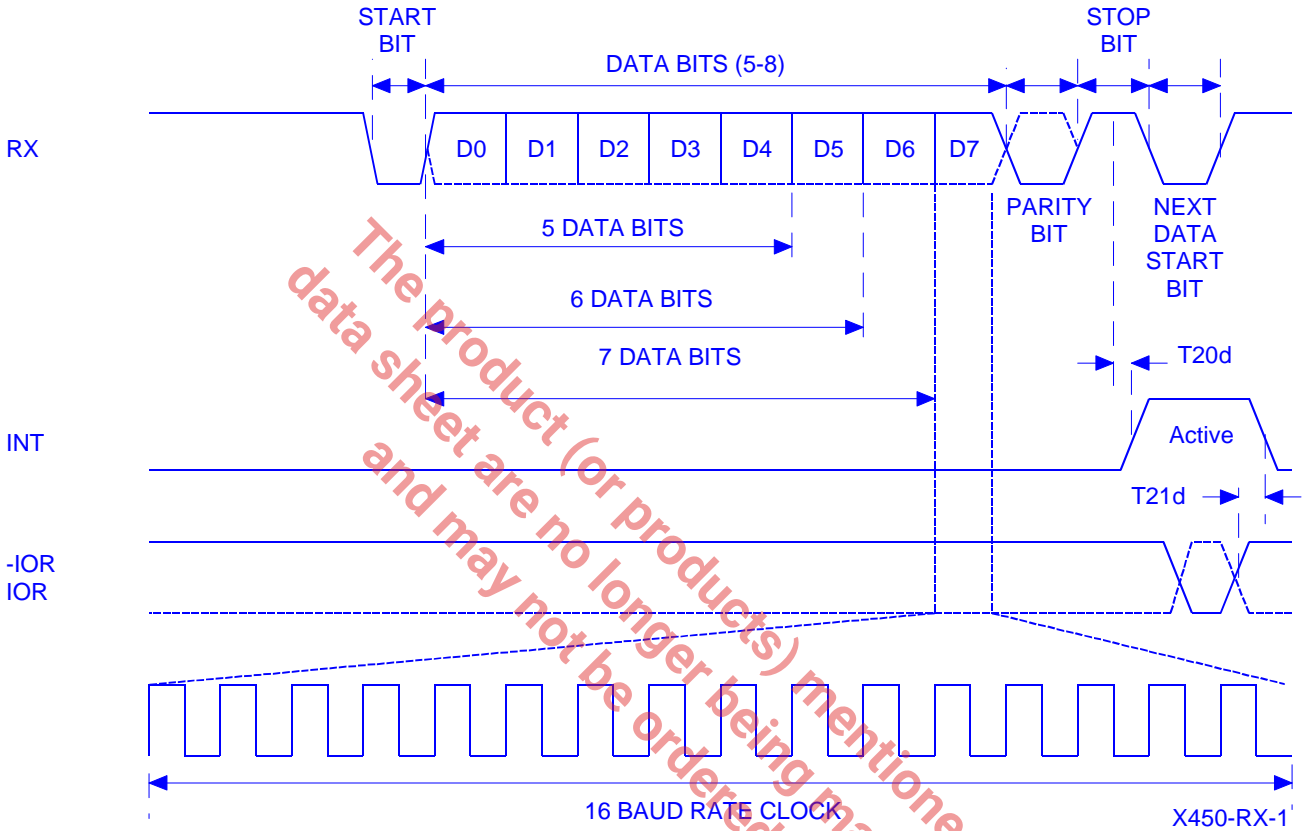 START
BIT
STOP
BIT
DATA BITS (5-8)
RX
D0 D1 D2 D3 D4 D5 D6 D7
PARITY
BIT
NEXT
DATA
START
BIT
5 DATA BITS
6 DATA BITS
7 DATA BITS
T20d
INT
Active
T21d
-IOR
IOR
16 BAUD RATE CLOCK
X450-RX-1
The product (or products) mentione
data sheet are no longer being ma
and may not be ordered